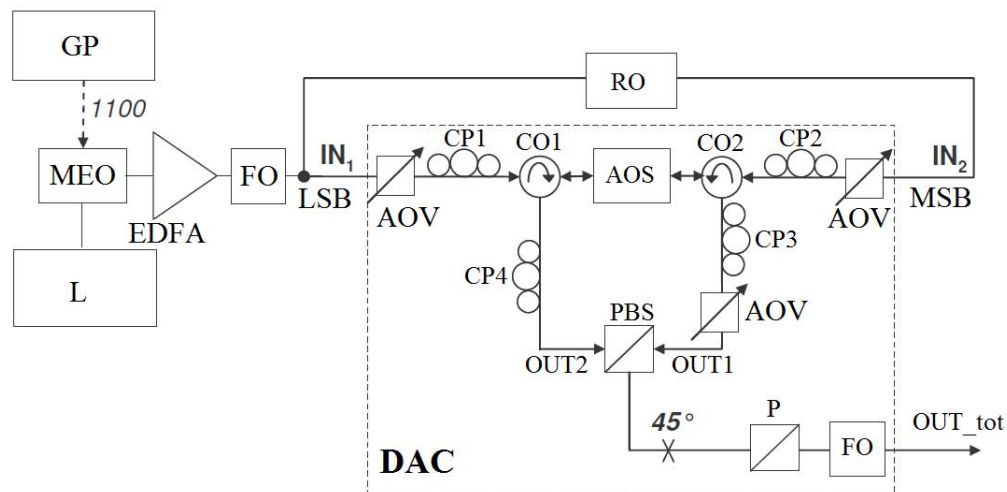 GP
1100
MEO
EDFA
FO
L
RO
IN₁
LSB
AOV
CP1
CO1
AOS
CO2
CP2
IN₂
MSB
AOV
CP3
CP4
AOV
PBS
OUT2
OUT1
45°
P
FO
OUT_tot
DAC